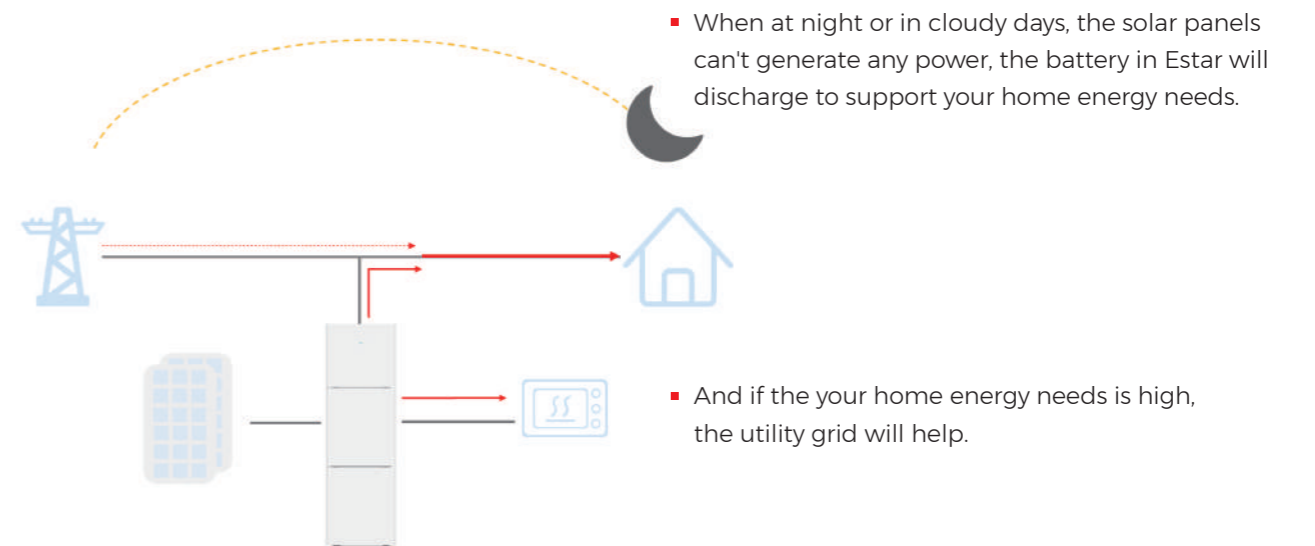 When at night or in cloudy days, the solar panels
can't generate any power, the battery in Estar will
discharge to support your home energy needs.
And if the your home energy needs is high,
the utility grid will help.